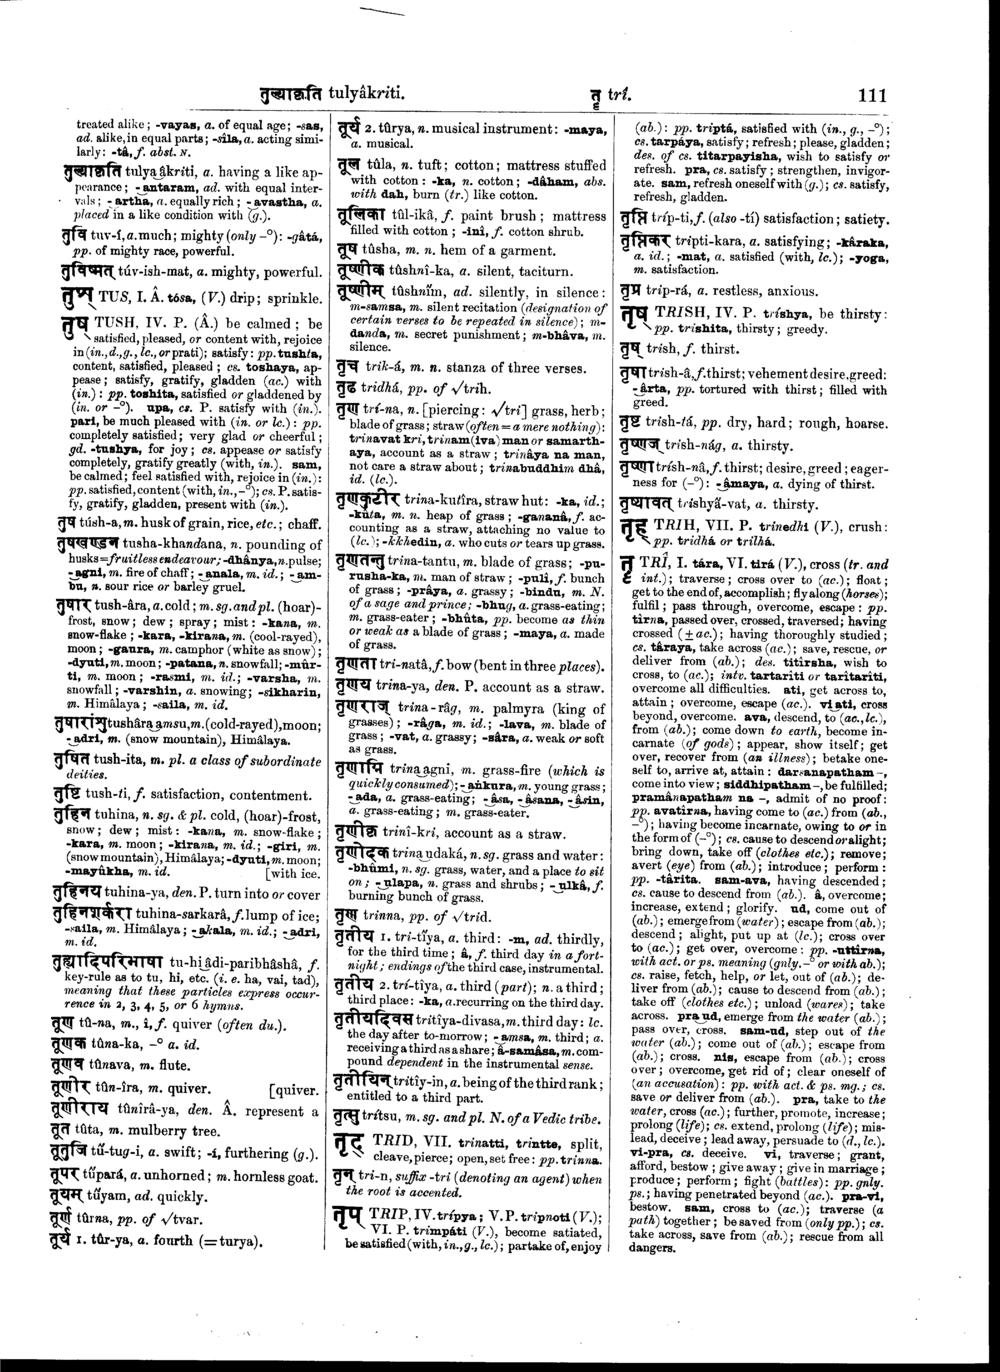 तुल्याकृति tulyâkriti.
तॄ trî.
111
treated alike; -vayas, a. of equal age; -sas,
ad. alike, in equal parts; -sîla, a. acting simi-
larly: -tâ, f. abst. N.
तुल्याकृति tulya‿âkriti, a. having a like ap-
pearance; -‿antaram, ad. with equal inter-
vals; -‿artha, a. equally rich; -‿avastha, a.
placed in a like condition with (g.).
तुवि tuv-í, a. much; mighty (only -°): -gâtá,
pp. of mighty race, powerful.
तुविष्मत् túv-ish-mat, a. mighty, powerful.
तुस् TUS, I. Â. tósa, (V.) drip; sprinkle.
तुष् TUSH, IV. P. (Â.) be calmed; be
satisfied, pleased, or content with, rejoice
in (in., d., g., lc., or prati); satisfy: pp. tushta,
content, satisfied, pleased; cs. toshaya, ap-
pease; satisfy, gratify, gladden (ac.) with
(in.): pp. toshita, satisfied or gladdened by
(in. or -°). upa, cs. P. satisfy with (in.).
pari, be much pleased with (in. or lc.): pp.
completely satisfied; very glad or cheerful;
gd. -tushya, for joy; cs. appease or satisfy
completely, gratify greatly (with, in.). sam,
be calmed; feel satisfied with, rejoice in (in.):
pp. satisfied, content (with, in., -°); cs. P. satis-
fy, gratify, gladden, present with (in.).
तुष túsh-a, m. husk of grain, rice, etc.; chaff.
तुषखण्डन tusha-khandana, n. pounding of
husks = fruitless endeavour; -dhânya, n. pulse;
-‿agni, m. fire of chaff; -‿anala, m. id.; -‿am-
bu, n. sour rice or barley gruel.
तुषार tush-âra, a. cold; m. sg. and pl. (hoar)-
frost, snow; dew; spray; mist: -kana, m.
snow-flake; -kara, -kirana, m. (cool-rayed),
moon; -gaura, m. camphor (white as snow);
-dyuti, m. moon; -patana, n. snowfall; -mûr-
ti, m. moon; -rasmi, m. id.; -varsha, m.
snowfall; -varshin, a. snowing; -sikharin,
m. Himâlaya; -saila, m. id.
तुषारांशु tushâra‿amsu, m. (cold-rayed), moon;
-‿adri, m. (snow mountain), Himâlaya.
तुषित tush-ita, m. pl. a class of subordinate
deities.
तुष्टि tush-ti, f. satisfaction, contentment.
तुहिन tuhina, n. sg. & pl. cold, (hoar)-frost,
snow; dew; mist: -kana, m. snow-flake;
-kara, m. moon; -kirana, m. id.; -giri, m.
(snow mountain), Himâlaya; -dyuti, m. moon;
-mayûkha, m. id. [with ice.
तुहिनय tuhina-ya, den. P. turn into or cover
तुहिनशर्करा tuhina-sarkarâ, f. lump of ice;
-saila, m. Himâlaya; -‿akala, m. id.; -‿adri,
m. id.
तुह्यादिपरिभाषा tu-hi‿âdi-paribhâshâ, f.
key-rule as to tu, hi, etc. (i. e. ha, vai, tad),
meaning that these particles express occur-
rence in 2, 3, 4, 5, or 6 hymns.
तूण tû-na, m., î, f. quiver (often du.).
तूणक tûna-ka, -° a. id.
तूणव tûnava, m. flute.
तूणीर tûn-îra, m. quiver. [quiver.
तूणीराय tûnîrâ-ya, den. Â. represent a
तूत tûta, m. mulberry tree.
तूतुजि tū́-tug-i, a. swift; -í, furthering (g.).
तूपर tûpará, a. unhorned; m. hornless goat.
तूयम् tū́yam, ad. quickly.
तूर्ण tûrna, pp. of √tvar.
तूर्य 1. tûr-ya, a. fourth (=turya).
तूर्य 2. tûrya, n. musical instrument: -maya,
a. musical.
तूल tûla, n. tuft; cotton; mattress stuffed
with cotton: -ka, n. cotton; -dâham, abs.
with dah, burn (tr.) like cotton.
तूलिका tûl-ikâ, f. paint brush; mattress
filled with cotton; -inî, f. cotton shrub.
तूष tûsha, m. n. hem of a garment.
तूष्णीक tûshnî-ka, a. silent, taciturn.
तूष्णीम् tûshnīm, ad. silently, in silence:
m-samsa, m. silent recitation (designation of
certain verses to be repeated in silence); m-
danda, m. secret punishment; m-bhâva, m.
silence.
तृच trik-á, m. n. stanza of three verses.
तृढ tridhá, pp. of √trih.
तृण trí-na, n. [piercing: √tri] grass, herb;
blade of grass; straw (often = a mere nothing):
trinavat kri, trinam (iva) man or samarth-
aya, account as a straw; trinâya na man,
not care a straw about; trinabuddhim dhâ,
id. (lc.).
तृणकुटीर trina-kutîra, straw hut: -ka, id.;
-kûta, m. n. heap of grass; -gananâ, f. ac-
counting as a straw, attaching no value to
(lc.); -kkhedin, a. who cuts or tears up grass.
तृणतन्तु trina-tantu, m. blade of grass; -pu-
rusha-ka, m. man of straw; -pulî, f. bunch
of grass; -prâya, a. grassy; -bindu, m. N.
of a sage and prince; -bhug, a. grass-eating;
m. grass-eater; -bhûta, pp. become as thin
or weak as a blade of grass; -maya, a. made
of grass.
तृणता tri-natâ, f. bow (bent in three places).
तृणय trina-ya, den. P. account as a straw.
तृणराज् trina-râg, m. palmyra (king of
grasses); -râga, m. id.; -lava, m. blade of
grass; -vat, a. grassy; -sâra, a. weak or soft
as grass.
तृणाग्नि trina‿agni, m. grass-fire (which is
quickly consumed); -‿ankura, m. young grass;
-‿ada, a. grass-eating; -‿âsa, -‿âsana, -‿âsin,
a. grass-eating; m. grass-eater.
तृणीकृ trinî-kri, account as a straw.
तृणोदक trina‿udaká, n. sg. grass and water:
-bhûmi, n. sg. grass, water, and a place to sit
on; -‿ulapa, n. grass and shrubs; -‿ulkâ, f.
burning bunch of grass.
तृण्ण trinna, pp. of √trid.
तृतीय 1. tri-tī́ya, a. third: -m, ad. thirdly,
for the third time; â, f. third day in a fort-
night; endings of the third case, instrumental.
तृतीय 2. trí-tîya, a. third (part); n. a third;
third place: -ka, a. recurring on the third day.
तृतीयदिवस tritîya-divasa, m. third day: lc.
the day after to-morrow; -‿amsa, m. third; a.
receiving a third as a share; â-samâsa, m. com-
pound dependent in the instrumental sense.
तृतीयिन् tritîy-in, a. being of the third rank;
entitled to a third part.
तृत्सु trítsu, m. sg. and pl. N. of a Vedic tribe.
तृद् TRID, VII. trinatti, trintte, split,
cleave, pierce; open, set free: pp. trinna.
तृन् tri-n, suffix -tri (denoting an agent) when
the root is accented.
तृप् TRIP, IV. trípya; V. P. tripnoti (V.);
VI. P. trimpáti (V.), become satiated,
be satisfied (with, in., g., lc.); partake of, enjoy
(ab.): pp. triptá, satisfied with (in., g., -°);
cs. tarpáya, satisfy; refresh; please, gladden;
des. of cs. titarpayisha, wish to satisfy or
refresh. pra, cs. satisfy; strengthen, invigor-
ate. sam, refresh oneself with (g.); cs. satisfy,
refresh, gladden.
तृप्ति tríp-ti, f. (also -tí) satisfaction; satiety.
तृप्तिकर tripti-kara, a. satisfying; -kâraka,
a. id.; -mat, a. satisfied (with, lc.); -yoga,
m. satisfaction.
तृप्र trip-rá, a. restless, anxious.
तृष् TRISH, IV. P. tríshya, be thirsty:
pp. trishita, thirsty; greedy.
तृष् trish, f. thirst.
तृषा trish-â, f. thirst; vehement desire, greed:
-‿ârta, pp. tortured with thirst; filled with
greed.
तृष्ट trish-tá, pp. dry, hard; rough, hoarse.
तृष्णज् trish-nág, a. thirsty.
तृष्णा trísh-nâ, f. thirst; desire, greed; eager-
ness for (-°): -‿âmaya, a. dying of thirst.
तृष्यावत् trishyā́-vat, a. thirsty.
तृह् TRIH, VII. P. trinedhi (V.), crush:
pp. tridhá or trilhá.
तॄ TRÎ, I. tára, VI. tirá (V.), cross (tr. and
int.); traverse; cross over to (ac.); float;
get to the end of, accomplish; fly along (horses);
fulfil; pass through, overcome, escape: pp.
tirna, passed over, crossed, traversed; having
crossed (± ac.); having thoroughly studied;
cs. târaya, take across (ac.); save, rescue, or
deliver from (ab.); des. titirsha, wish to
cross, to (ac.); intv. tartariti or taritariti,
overcome all difficulties. ati, get across to,
attain; overcome, escape (ac.). vi‿ati, cross
beyond, overcome. ava, descend, to (ac., lc.),
from (ab.); come down to earth, become in-
carnate (of gods); appear, show itself; get
over, recover from (an illness); betake one-
self to, arrive at, attain: darsanapatham -,
come into view; siddhipatham -, be fulfilled;
pramânapatham na -, admit of no proof:
pp. avatirna, having come to (ac.) from (ab.,
-°); having become incarnate, owing to or in
the form of (-°); cs. cause to descend or alight;
bring down, take off (clothes etc.); remove;
avert (eye) from (ab.); introduce; perform:
pp. -târita. sam-ava, having descended;
cs. cause to descend from (ab.). â, overcome;
increase, extend; glorify. ud, come out of
(ab.); emerge from (water); escape from (ab.);
descend; alight, put up at (lc.); cross over
to (ac.); get over, overcome: pp. -uttirna,
with act. or ps. meaning (gnly. -° or with ab.);
cs. raise, fetch, help, or let, out of (ab.); de-
liver from (ab.); cause to descend from (ab.);
take off (clothes etc.); unload (wares); take
across. pra‿ud, emerge from the water (ab.);
pass over, cross. sam-ud, step out of the
water (ab.); come out of (ab.); escape from
(ab.); cross. nis, escape from (ab.); cross
over; overcome, get rid of; clear oneself of
(an accusation): pp. with act. & ps. mg.; cs.
save or deliver from (ab.). pra, take to the
water, cross (ac.); further, promote, increase;
prolong (life); cs. extend, prolong (life); mis-
lead, deceive; lead away, persuade to (d., lc.).
vi-pra, cs. deceive. vi, traverse; grant,
afford, bestow; give away; give in marriage;
produce; perform; fight (battles): pp. gnly.
ps.; having penetrated beyond (ac.). pra-vi,
bestow. sam, cross to (ac.); traverse (a
path) together; be saved from (only pp.); cs.
take across, save from (ab.); rescue from all
dangers.